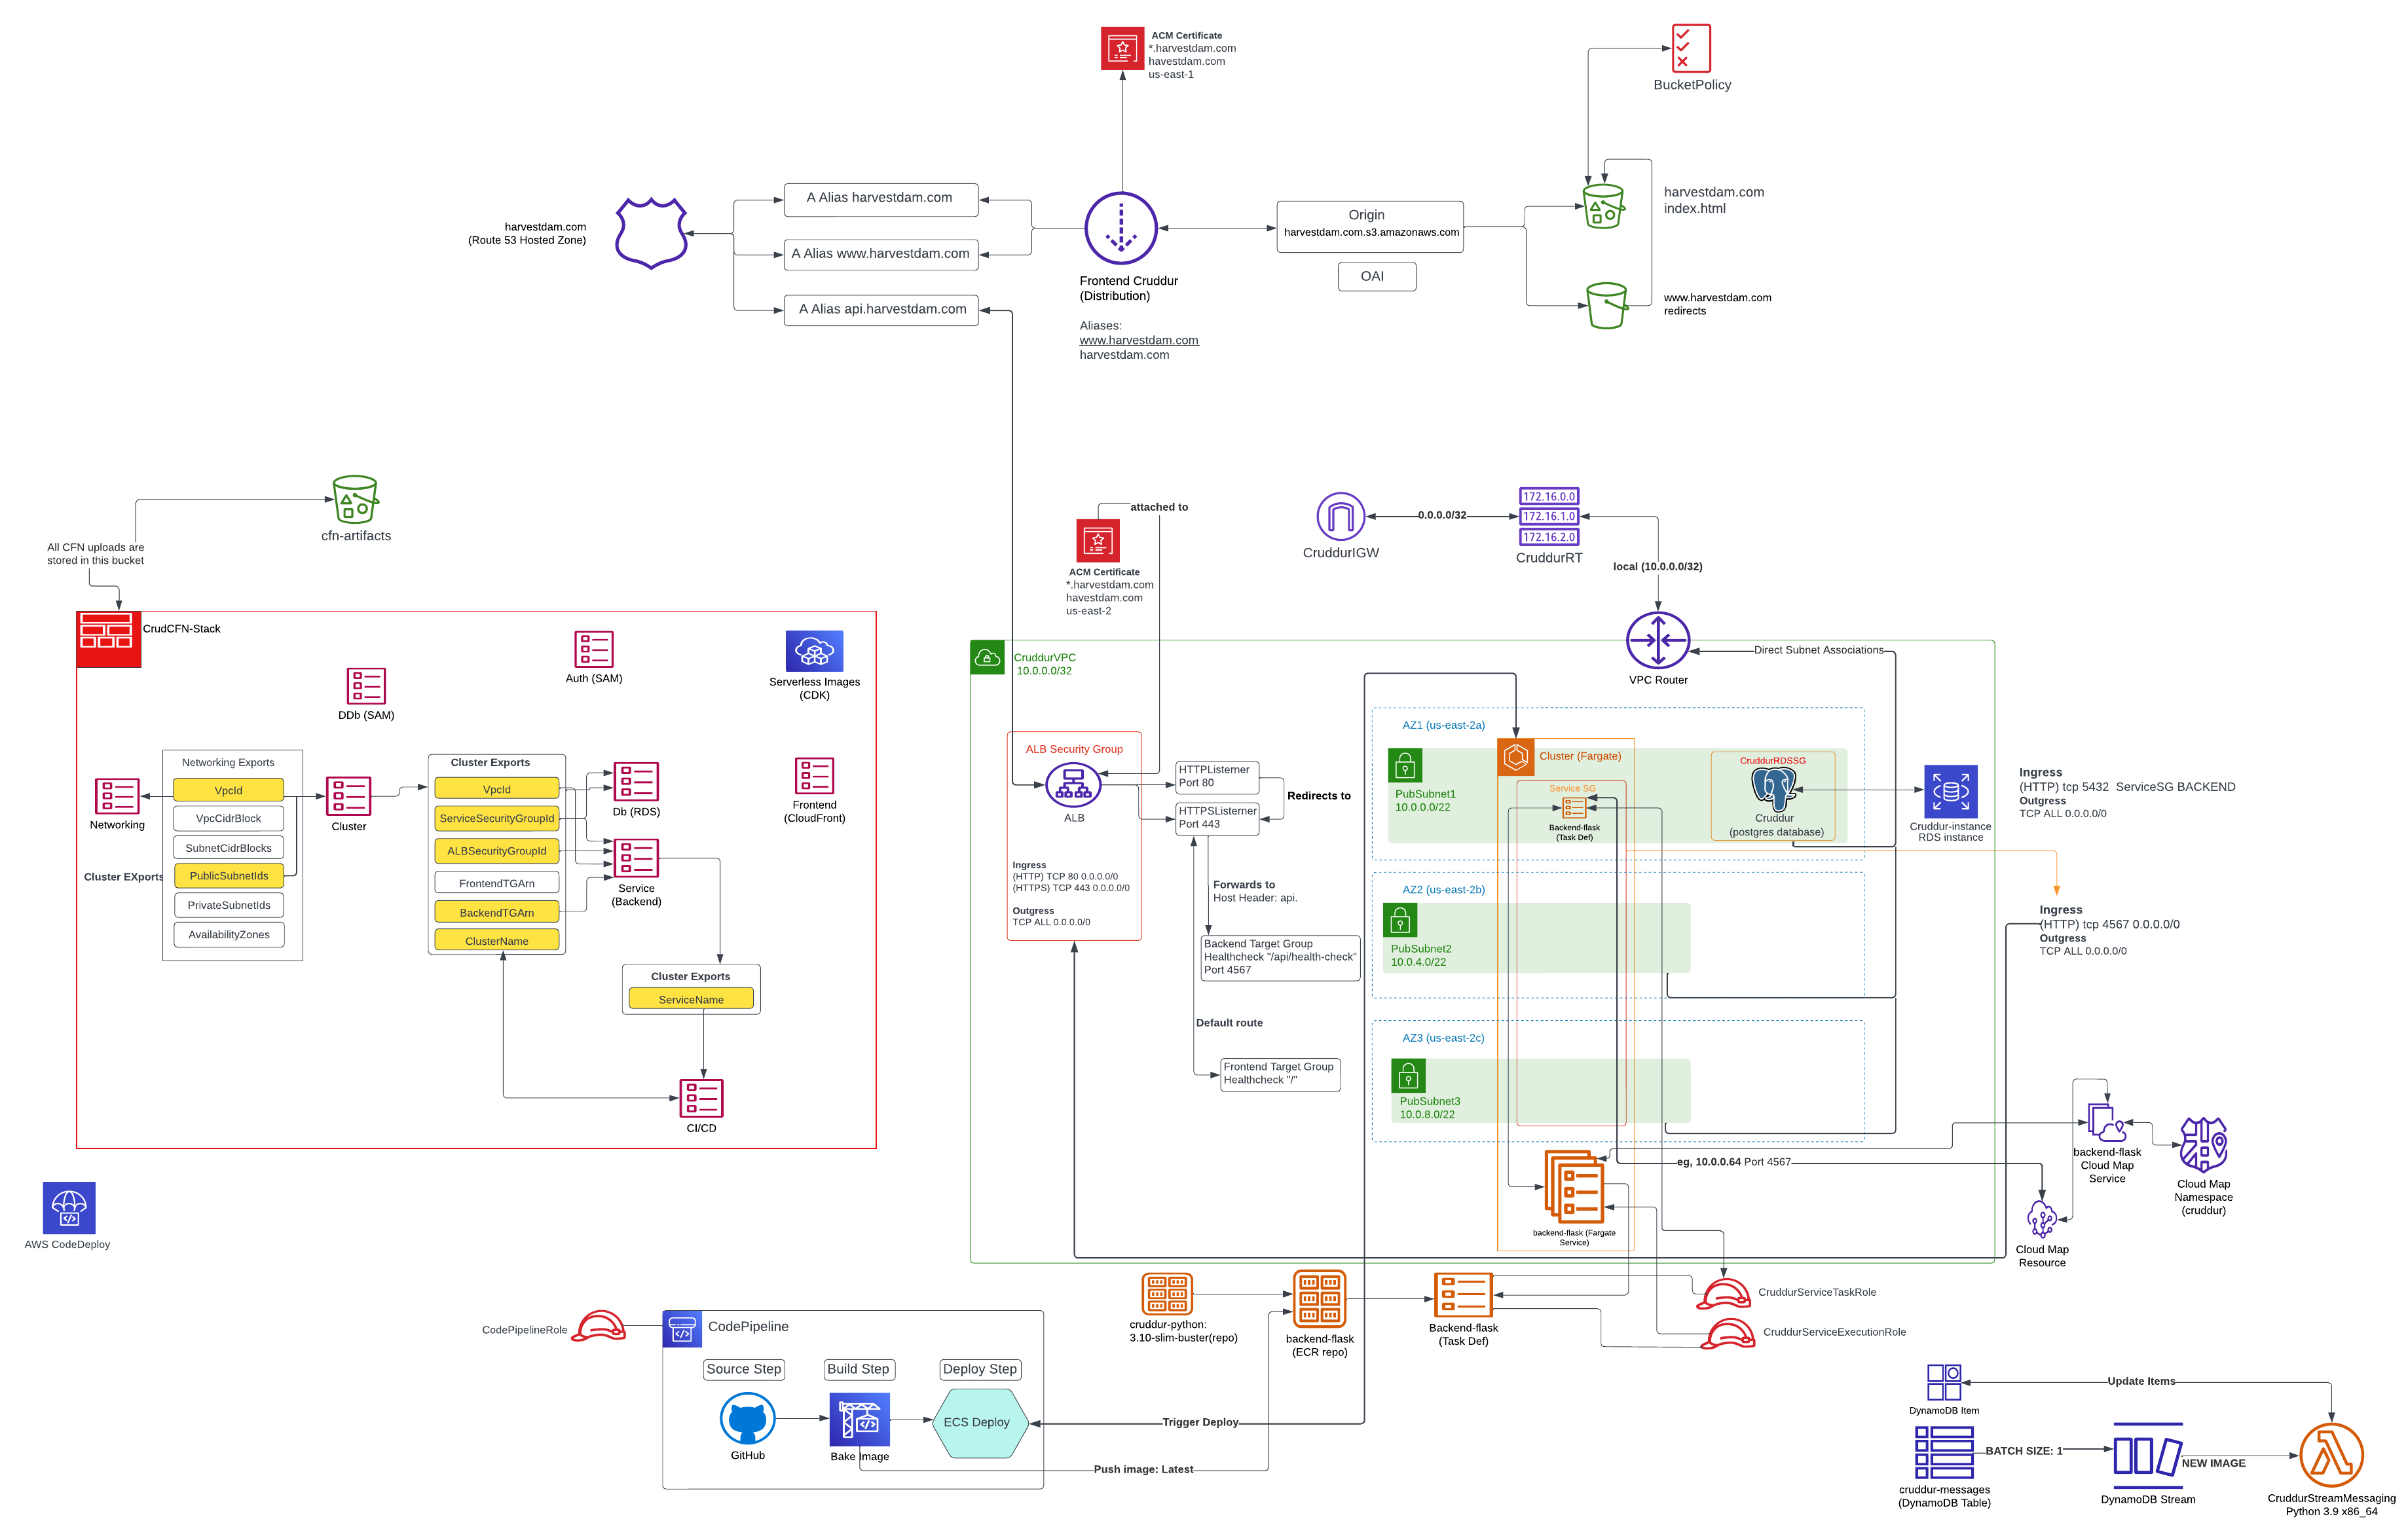 ACM Certificate
*.harvestdam.com
havestdam.com
us-east-1
BucketPolicy
harvestdam.com
(Route 53 Hosted Zone)
A Alias harvestdam.com
A Alias www.harvestdam.com
A Alias api.harvestdam.com
Frontend Cruddur
(Distribution)
Aliases:
www.harvestdam.com
harvestdam.com
Origin
harvestdam.com.s3.amazonaws.com
OAI
harvestdam.com
index.html
www.harvestdam.com
redirects
cfn-artifacts
All CFN uploads are
stored in this bucket
attached to
ACM Certificate
*.harvestdam.com
havestdam.com
us-east-2
CruddurIGW
0.0.0.0/32
172.16.0.0
172.16.1.0
172.16.2.0
CruddurRT
local (10.0.0.0/32)
VPC Router
Direct Subnet Associations
CrudCFN-Stack
DDb (SAM)
Auth (SAM)
Serverless Images
(CDK)
Networking
Networking Exports
VpcId
VpcCidrBlock
SubnetCidrBlocks
PublicSubnetIds
PrivateSubnetIds
AvailabilityZones
Cluster EXports
Cluster
Cluster Exports
VpcId
ServiceSecurityGroupId
ALBSecurityGroupId
FrontendTGArn
BackendTGArn
ClusterName
Db (RDS)
Service
(Backend)
Frontend
(CloudFront)
Cluster Exports
ServiceName
CI/CD
AWS CodeDeploy
CruddurVPC
10.0.0.0/32
ALB Security Group
ALB
Ingress
(HTTP) TCP 80 0.0.0.0/0
(HTTPS) TCP 443 0.0.0.0/0
Outgress
TCP ALL 0.0.0.0/0
HTTPListerner
Port 80
HTTPSListerner
Port 443
Redirects to
Forwards to
Host Header: api.
Backend Target Group
Healthcheck "/api/health-check"
Port 4567
Default route
Frontend Target Group
Healthcheck "/"
AZ1 (us-east-2a)
PubSubnet1
10.0.0.0/22
Cluster (Fargate)
Service SG
Backend-flask
(Task Def)
CruddurRDSSG
Cruddur
(postgres database)
Cruddur-instance
RDS instance
Ingress
(HTTP) tcp 5432  ServiceSG BACKEND
Outgress
TCP ALL 0.0.0.0/0
AZ2 (us-east-2b)
PubSubnet2
10.0.4.0/22
Ingress
(HTTP) tcp 4567 0.0.0.0/0
Outgress
TCP ALL 0.0.0.0/0
AZ3 (us-east-2c)
PubSubnet3
10.0.8.0/22
eg, 10.0.0.64 Port 4567
backend-flask (Fargate
Service)
backend-flask
Cloud Map
Service
Cloud Map
Namespace
(cruddur)
Cloud Map
Resource
CodePipelineRole
CodePipeline
Source Step
Build Step
Deploy Step
GitHub
Bake Image
ECS Deploy
Trigger Deploy
Push image: Latest
cruddur-python:
3.10-slim-buster(repo)
backend-flask
(ECR repo)
Backend-flask
(Task Def)
CruddurServiceTaskRole
CruddurServiceExecutionRole
DynamoDB Item
Update Items
cruddur-messages
(DynamoDB Table)
BATCH SIZE: 1
DynamoDB Stream
NEW IMAGE
CruddurStreamMessaging
Python 3.9 x86_64